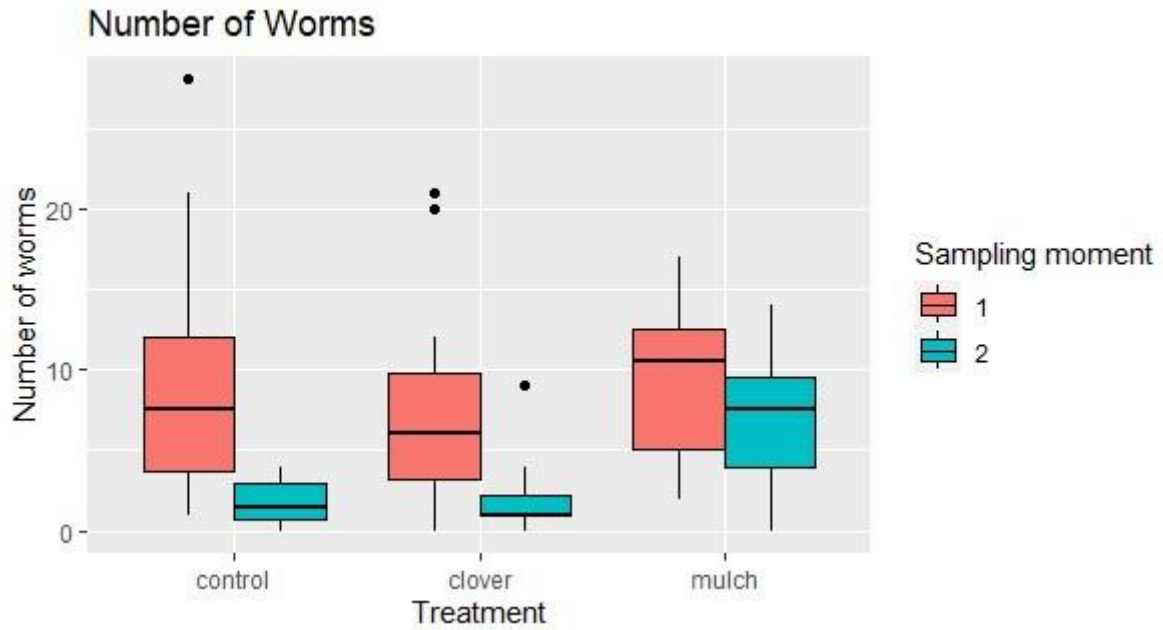 Number of Worms
Number of worms
20
10
0
control
clover
mulch
Treatment
Sampling moment
1
2